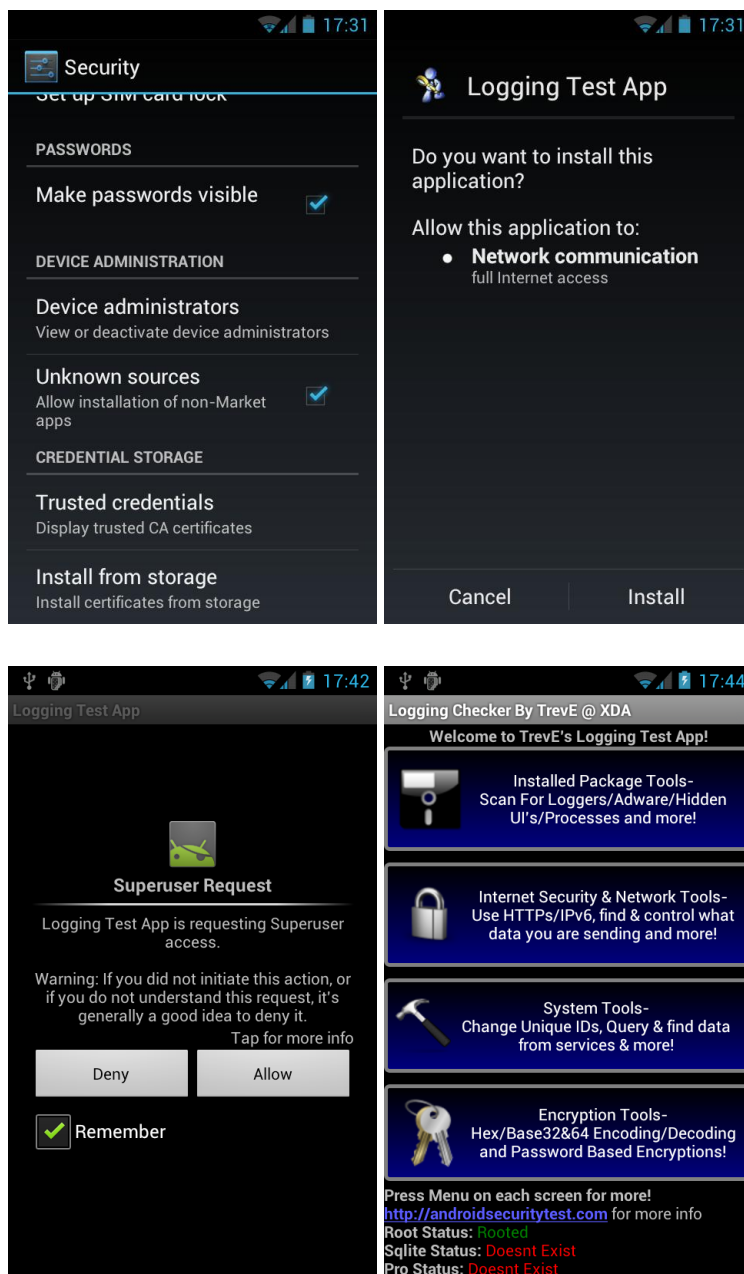 17:31
Security
Set up SIM card lock
PASSWORDS
Make passwords visible
DEVICE ADMINISTRATION
Device administrators
View or deactivate device administrators
Unknown sources
Allow installation of non-Market
apps
CREDENTIAL STORAGE
Trusted credentials
Display trusted CA certificates
Install from storage
Install certificates from storage
17:31
Logging Test App
Do you want to install this
application?
Allow this application to:
● Network communication
full Internet access
Cancel Install
17:42
Logging Test App
Superuser Request
Logging Test App is requesting Superuser
access.
Warning: If you did not initiate this action, or
if you do not understand this request, it's
generally a good idea to deny it.
Tap for more info
Deny Allow
Remember
17:44
Logging Checker By TrevE @ XDA
Welcome to TrevE's Logging Test App!
Installed Package Tools-
Scan For Loggers/Adware/Hidden
UI's/Processes and more!
Internet Security & Network Tools-
Use HTTPs/IPv6, find & control what
data you are sending and more!
System Tools-
Change Unique IDs, Query & find data
from services & more!
Encryption Tools-
Hex/Base32&64 Encoding/Decoding
and Password Based Encryptions!
Press Menu on each screen for more!
http://androidsecuritytest.com for more info
Root Status: Rooted
Sqlite Status: Doesnt Exist
Pro Status: Doesnt Exist